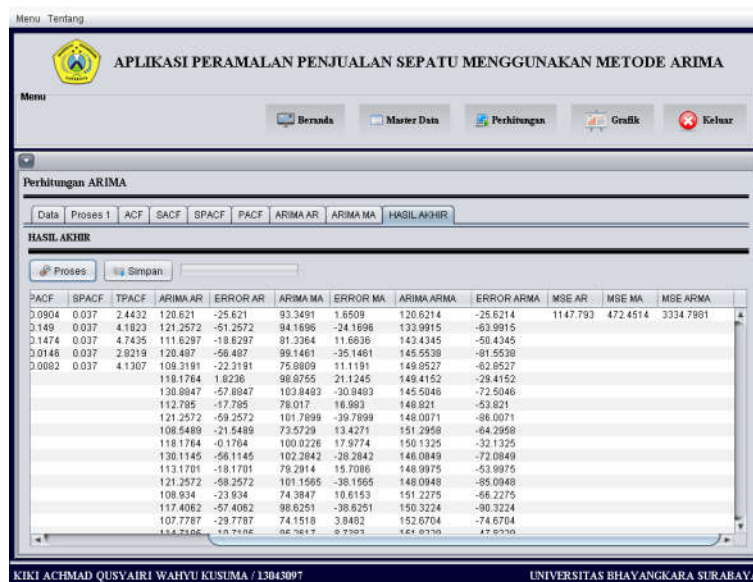 Menu Tentang
APLIKASI PERAMALAN PENJUALAN SEPATU MENGGUNAKAN METODE ARIMA
Menu
Beranda Master Data Perhitungan Grafik Keluar
Perhitungan ARIMA
Data Proses 1 ACF SACF SPACF PACF ARIMA AR ARIMA MA HASIL AKHIR
HASIL AKHIR
Proses Simpan
PACF SPACF TPACF ARIMA AR ERROR AR ARIMA MA ERROR MA ARIMA ARMA ERROR ARMA MSE AR MSE MA MSE ARMA
0.0904 0.037 2.4432 120.621 -25.621 93.3491 1.6509 120.6214 -25.6214 1147.793 472.4514 3334.7981
0.149 0.037 4.1823 121.2572 -51.2572 94.1696 -24.1696 133.9915 -63.9915
0.1474 0.037 4.7435 111.6297 -18.6297 81.3364 11.6636 143.4345 -50.4345
0.0146 0.037 2.8219 120.487 -56.487 99.1461 -35.1461 145.5538 -81.5538
0.0082 0.037 4.1307 109.3191 -22.3191 75.8809 11.1191 149.8527 -62.8527
118.1764 1.8236 98.8755 21.1245 149.4152 -29.4152
130.8847 -57.8847 103.8483 -30.8483 145.5046 -72.5046
112.785 -17.785 78.017 16.983 148.821 -53.821
121.2572 -59.2572 101.7899 -39.7899 148.0071 -86.0071
108.5489 -21.5489 73.5729 13.4271 151.2958 -64.2958
118.1764 -0.1764 100.0226 17.9774 150.1325 -32.1325
130.1145 -56.1145 102.2842 -28.2842 146.0849 -72.0849
113.1701 -18.1701 79.2914 15.7086 148.9975 -53.9975
121.2572 -58.2572 101.1565 -38.1565 148.0948 -85.0948
108.934 -23.934 74.3847 10.6153 151.2275 -66.2275
117.4062 -57.4062 98.6251 -38.6251 150.3224 -90.3224
107.7787 -29.7787 74.1518 3.8482 152.6704 -74.6704
KIKI ACHMAD QUSYAIRI WAHYU KUSUMA / 13043097 UNIVERSITAS BHAYANGKARA SURABAY